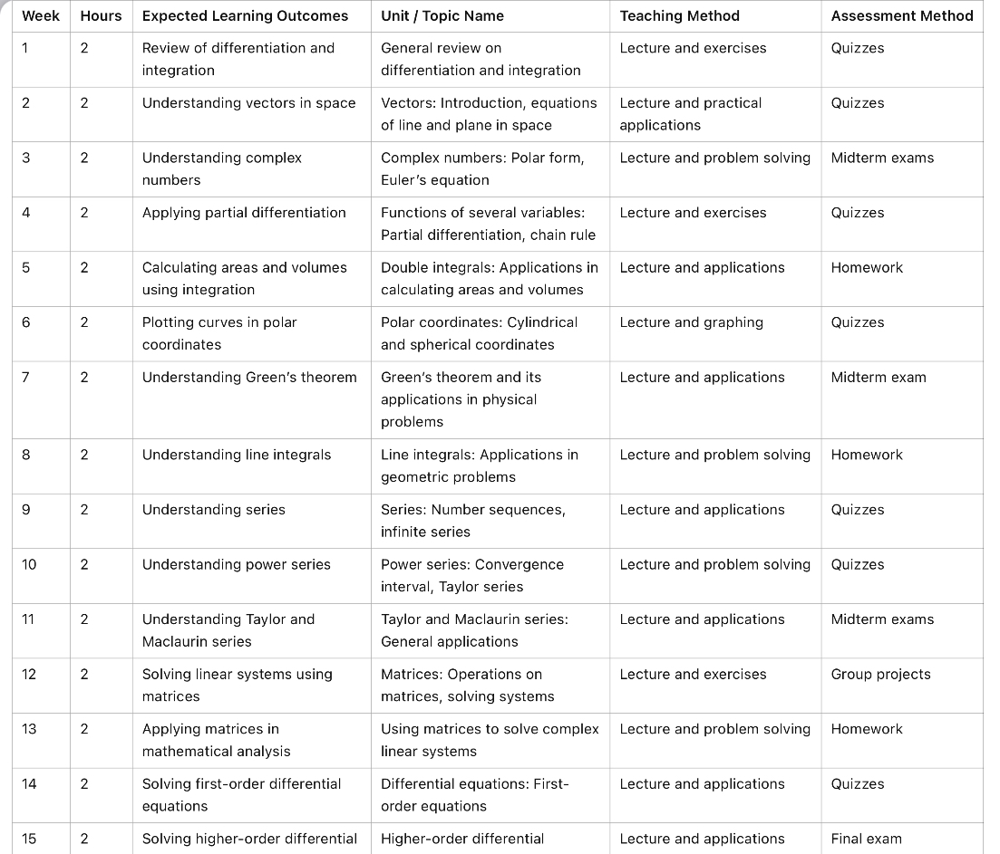 Week Hours Expected Learning Outcomes Unit / Topic Name Teaching Method Assessment Method
1 2 Review of differentiation and integration General review on differentiation and integration Lecture and exercises Quizzes
2 2 Understanding vectors in space Vectors: Introduction, equations of line and plane in space Lecture and practical applications Quizzes
3 2 Understanding complex numbers Complex numbers: Polar form, Euler’s equation Lecture and problem solving Midterm exams
4 2 Applying partial differentiation Functions of several variables: Partial differentiation, chain rule Lecture and exercises Quizzes
5 2 Calculating areas and volumes using integration Double integrals: Applications in calculating areas and volumes Lecture and applications Homework
6 2 Plotting curves in polar coordinates Polar coordinates: Cylindrical and spherical coordinates Lecture and graphing Quizzes
7 2 Understanding Green’s theorem Green’s theorem and its applications in physical problems Lecture and applications Midterm exam
8 2 Understanding line integrals Line integrals: Applications in geometric problems Lecture and problem solving Homework
9 2 Understanding series Series: Number sequences, infinite series Lecture and applications Quizzes
10 2 Understanding power series Power series: Convergence interval, Taylor series Lecture and problem solving Quizzes
11 2 Understanding Taylor and Maclaurin series Taylor and Maclaurin series: General applications Lecture and applications Midterm exams
12 2 Solving linear systems using matrices Matrices: Operations on matrices, solving systems Lecture and exercises Group projects
13 2 Applying matrices in mathematical analysis Using matrices to solve complex linear systems Lecture and problem solving Homework
14 2 Solving first-order differential equations Differential equations: First-order equations Lecture and applications Quizzes
15 2 Solving higher-order differential Higher-order differential Lecture and applications Final exam